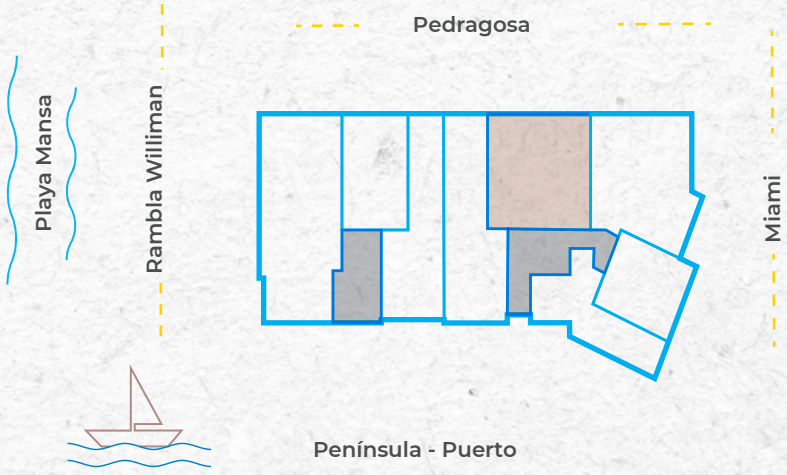 Pedragosa
Playa Mansa
Rambla Williman
Miami
Península - Puerto